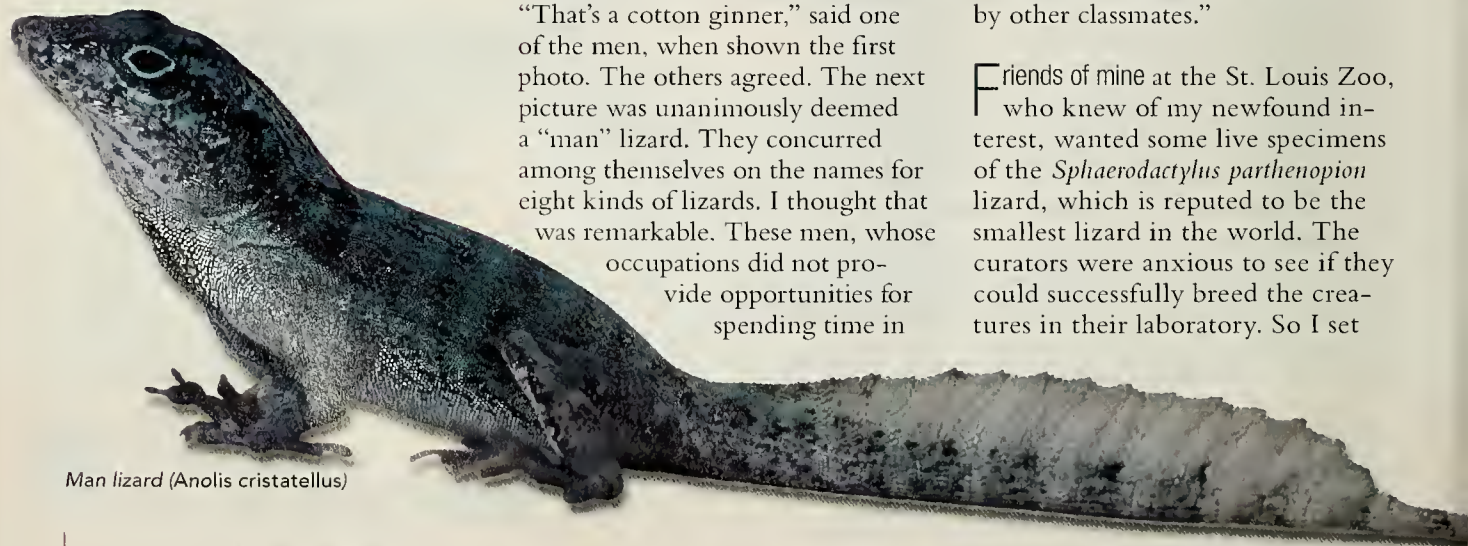 “That’s a cotton ginner,” said one
of the men, when shown the first
photo. The others agreed. The next
picture was unanimously deemed
a “man” lizard. They concurred
among themselves on the names for
eight kinds of lizards. I thought that
was remarkable. These men, whose
occupations did not pro-
vide opportunities for
spending time in
by other classmates.”
Friends of mine at the St. Louis Zoo,
who knew of my newfound in-
terest, wanted some live specimens
of the Sphaerodactylus parthenopion
lizard, which is reputed to be the
smallest lizard in the world. The
curators were anxious to see if they
could successfully breed the crea-
tures in their laboratory. So I set
Man lizard (Anolis cristatellus)